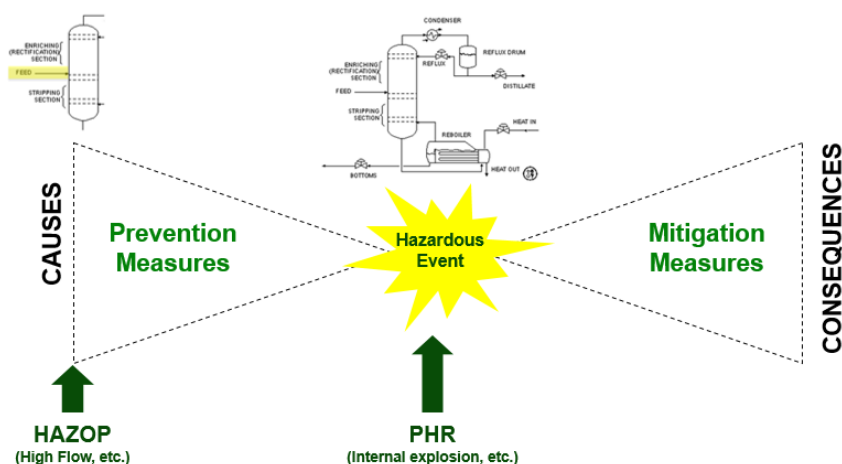 ENRICHING
(RECTIFICATION)
SECTION
FEED
STRIPPING
SECTION
CONDENSER
REFLUX DRUM
ENRICHING
(RECTIFICATION)
SECTION
REFLUX
DISTILLATE
FEED
STRIPPING
SECTION
HEAT IN
REBOILER
BOTTOMS
HEAT OUT
CAUSES
Prevention
Measures
Hazardous
Event
Mitigation
Measures
CONSEQUENCES
HAZOP
(High Flow, etc.)
PHR
(Internal explosion, etc.)